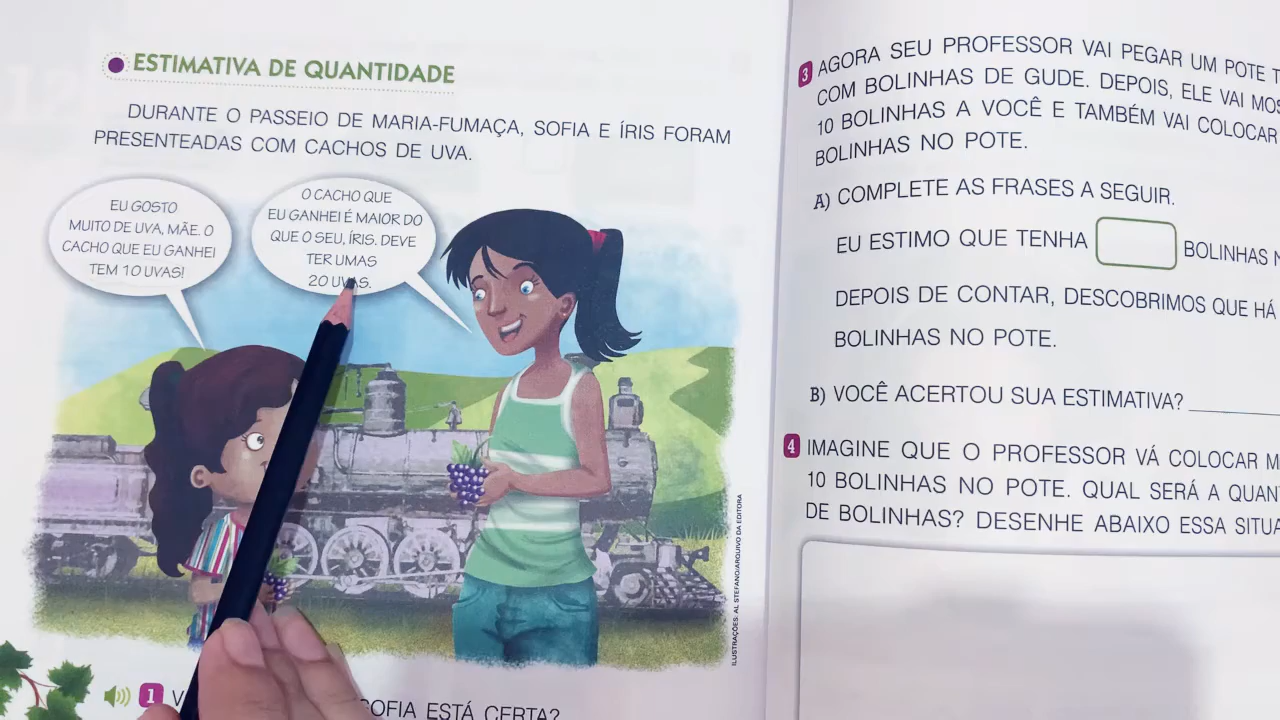 ESTIMATIVA DE QUANTIDADE
DURANTE O PASSEIO DE MARIA-FUMAÇA, SOFIA E ÍRIS FORAM
PRESENTEADAS COM CACHOS DE UVA.
EU GOSTO
MUITO DE UVA, MÃE. O
CACHO QUE EU GANHEI
TEM 10 UVAS!
O CACHO QUE
EU GANHEI É MAIOR DO
QUE O SEU, ÍRIS. DEVE
TER UMAS
20 UVAS.
ILUSTRAÇÕES: AL STEFANO/ARQUIVO DA EDITORA
1 V
SOFIA ESTÁ CERTA?
3 AGORA SEU PROFESSOR VAI PEGAR UM POTE T
COM BOLINHAS DE GUDE. DEPOIS, ELE VAI MOS
10 BOLINHAS A VOCÊ E TAMBÉM VAI COLOCAR
BOLINHAS NO POTE.
A) COMPLETE AS FRASES A SEGUIR.
EU ESTIMO QUE TENHA BOLINHAS N
DEPOIS DE CONTAR, DESCOBRIMOS QUE HÁ
BOLINHAS NO POTE.
B) VOCÊ ACERTOU SUA ESTIMATIVA?
4 IMAGINE QUE O PROFESSOR VÁ COLOCAR M
10 BOLINHAS NO POTE. QUAL SERÁ A QUAN
DE BOLINHAS? DESENHE ABAIXO ESSA SITUA